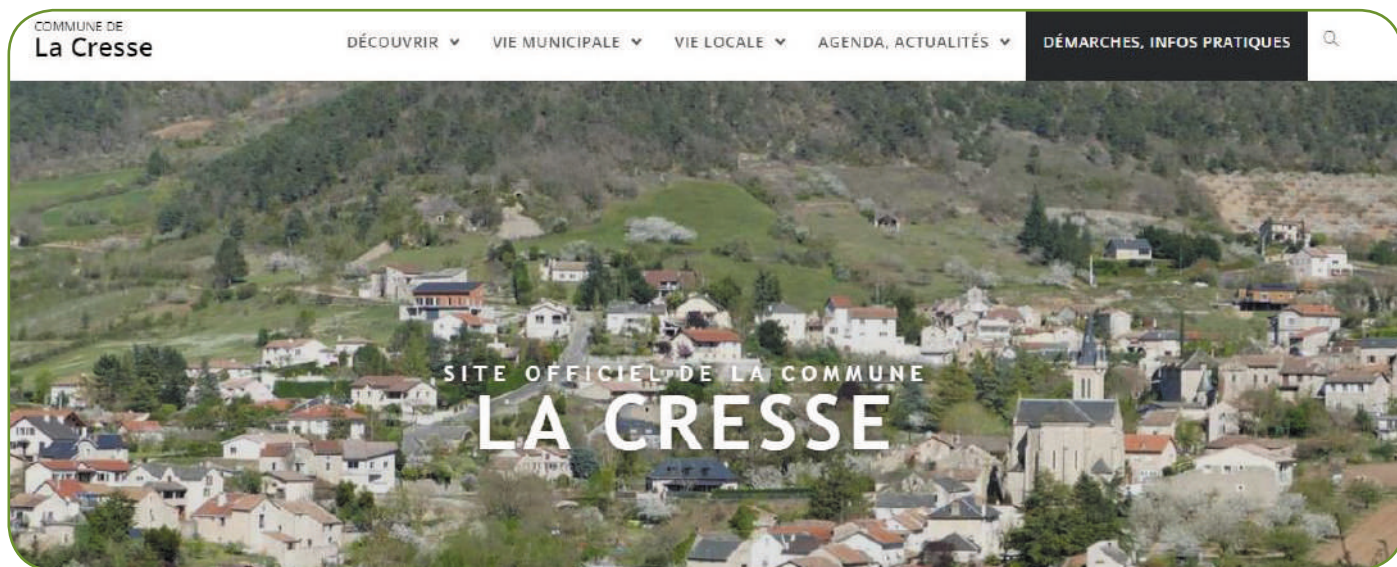 COMMUNE DE
La Cresse
DÉCOUVRIR VIE MUNICIPALE VIE LOCALE AGENDA, ACTUALITÉS DÉMARCHES, INFOS PRATIQUES
SITE OFFICIEL DE LA COMMUNE
LA CRESSE